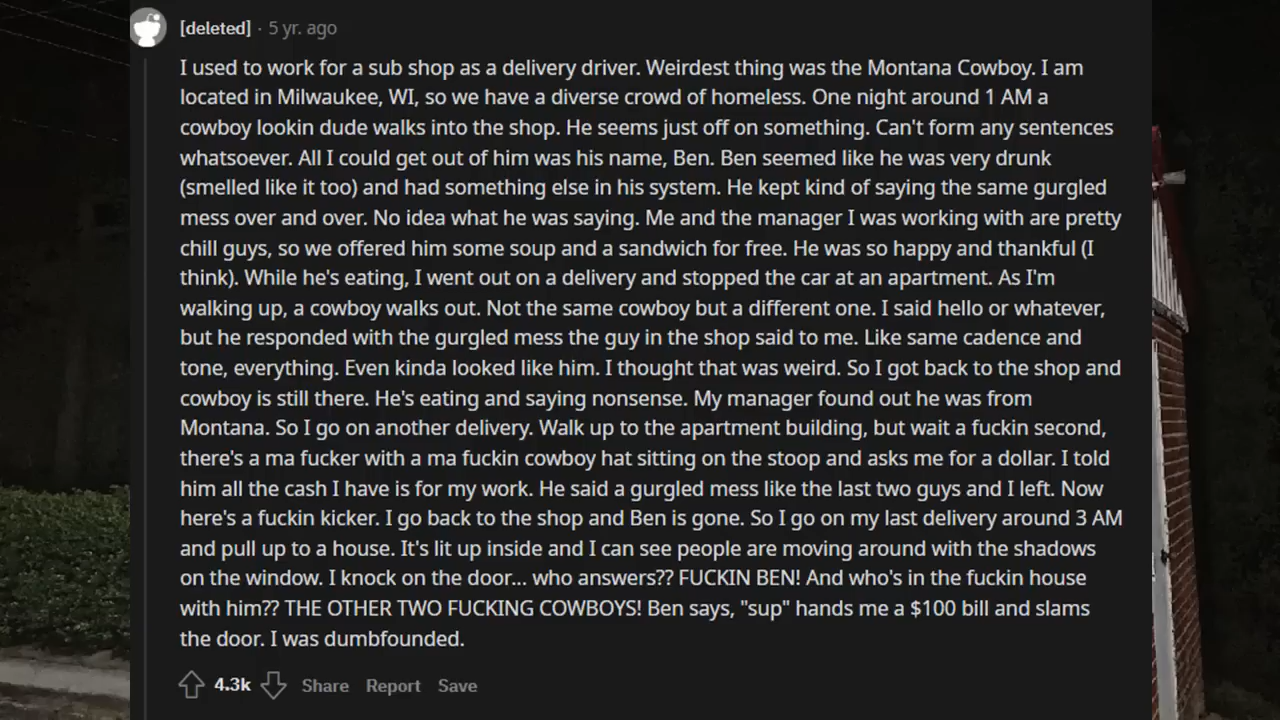 [deleted] · 5 yr. ago
I used to work for a sub shop as a delivery driver. Weirdest thing was the Montana Cowboy. I am
located in Milwaukee, WI, so we have a diverse crowd of homeless. One night around 1 AM a
cowboy lookin dude walks into the shop. He seems just off on something. Can't form any sentences
whatsoever. All I could get out of him was his name, Ben. Ben seemed like he was very drunk
(smelled like it too) and had something else in his system. He kept kind of saying the same gurgled
mess over and over. No idea what he was saying. Me and the manager I was working with are pretty
chill guys, so we offered him some soup and a sandwich for free. He was so happy and thankful (I
think). While he's eating, I went out on a delivery and stopped the car at an apartment. As I'm
walking up, a cowboy walks out. Not the same cowboy but a different one. I said hello or whatever,
but he responded with the gurgled mess the guy in the shop said to me. Like same cadence and
tone, everything. Even kinda looked like him. I thought that was weird. So I got back to the shop and
cowboy is still there. He's eating and saying nonsense. My manager found out he was from
Montana. So I go on another delivery. Walk up to the apartment building, but wait a fuckin second,
there's a ma fucker with a ma fuckin cowboy hat sitting on the stoop and asks me for a dollar. I told
him all the cash I have is for my work. He said a gurgled mess like the last two guys and I left. Now
here's a fuckin kicker. I go back to the shop and Ben is gone. So I go on my last delivery around 3 AM
and pull up to a house. It's lit up inside and I can see people are moving around with the shadows
on the window. I knock on the door... who answers?? FUCKIN BEN! And who's in the fuckin house
with him?? THE OTHER TWO FUCKING COWBOYS! Ben says, "sup" hands me a $100 bill and slams
the door. I was dumbfounded.
4.3k Share Report Save